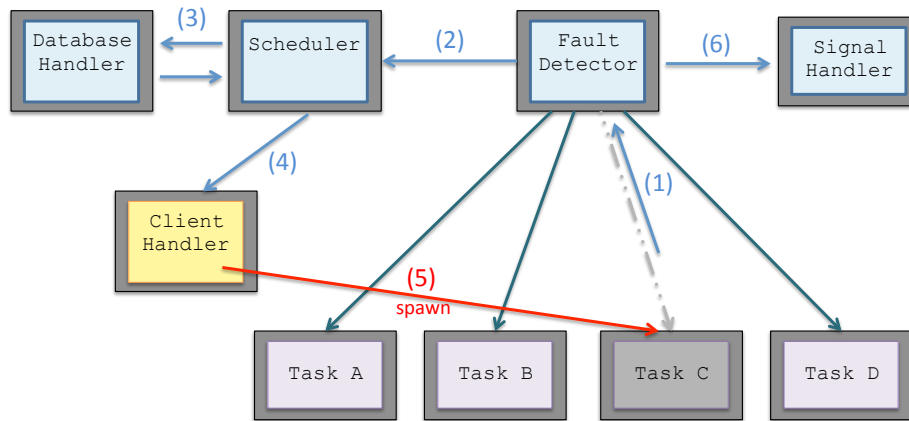 (3)
Database
Handler
Scheduler
(2)
Fault
Detector
(6)
Signal
Handler
(4)
(1)
Client
Handler
(5)
spawn
Task A
Task B
Task C
Task D